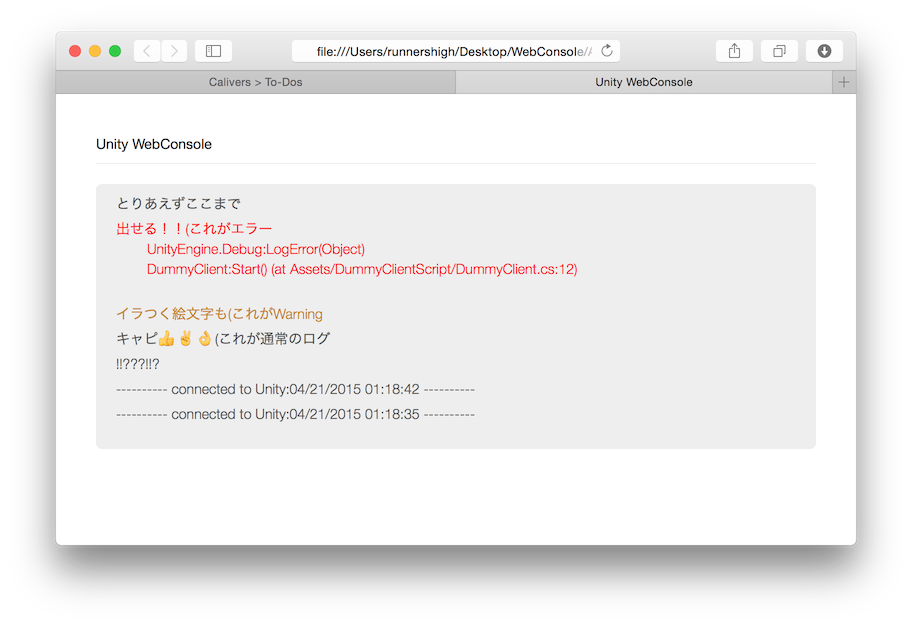 file:///Users/runnershigh/Desktop/WebConsole/
Calivers > To-Dos
Unity WebConsole
Unity WebConsole
とりあえずここまで
出せる！！(これがエラー
UnityEngine.Debug:LogError(Object)
DummyClient:Start() (at Assets/DummyClientScript/DummyClient.cs:12)
イラつく絵文字も(これがWarning
キャピ👍✌️👌(これが通常のログ
!!???!!?
---------- connected to Unity:04/21/2015 01:18:42 ----------
---------- connected to Unity:04/21/2015 01:18:35 ----------